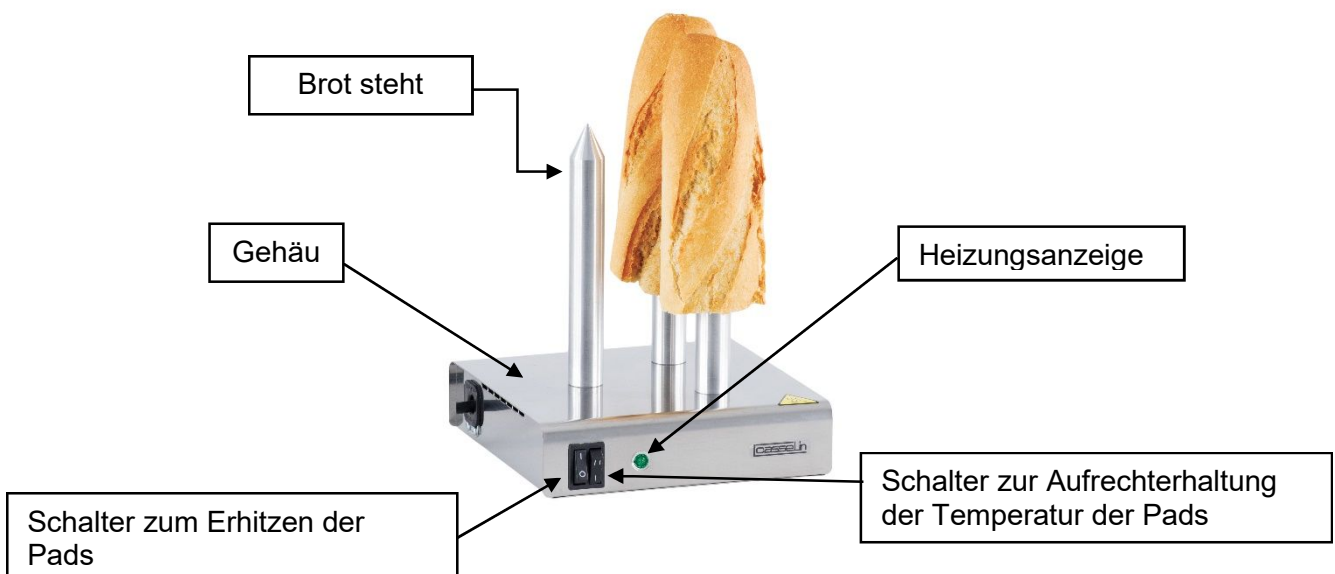 Brot steht
Gehäu
Heizungsanzeige
casselin
Schalter zur Aufrechterhaltung
der Temperatur der Pads
Schalter zum Erhitzen der
Pads